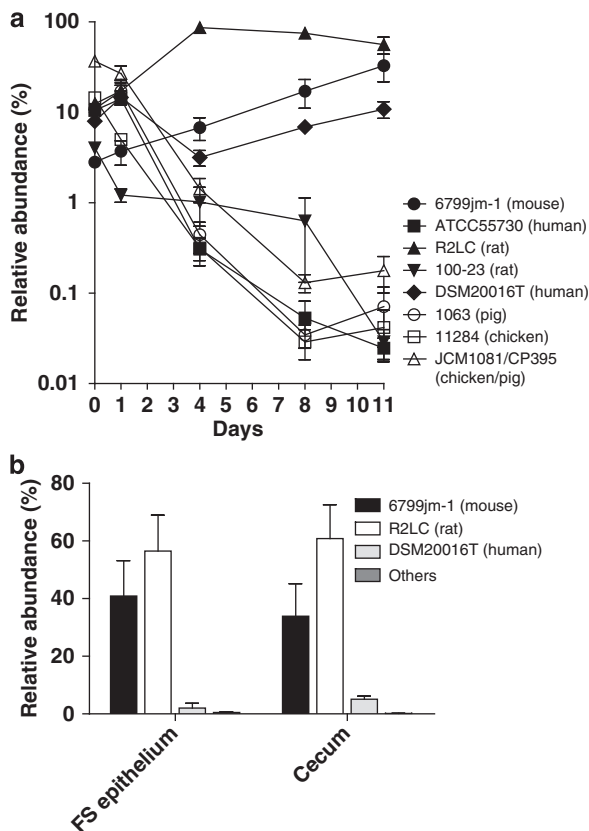 a
Relative abundance (%)
100
10
1
0.1
0.01
0 1 2 3 4 5 6 7 8 9 10 11
Days
6799jm-1 (mouse)
ATCC55730 (human)
R2LC (rat)
100-23 (rat)
DSM20016T (human)
1063 (pig)
11284 (chicken)
JCM1081/CP395
(chicken/pig)
b
Relative abundance (%)
80
60
40
20
0
FS epithelium
Cecum
6799jm-1 (mouse)
R2LC (rat)
DSM20016T (human)
Others